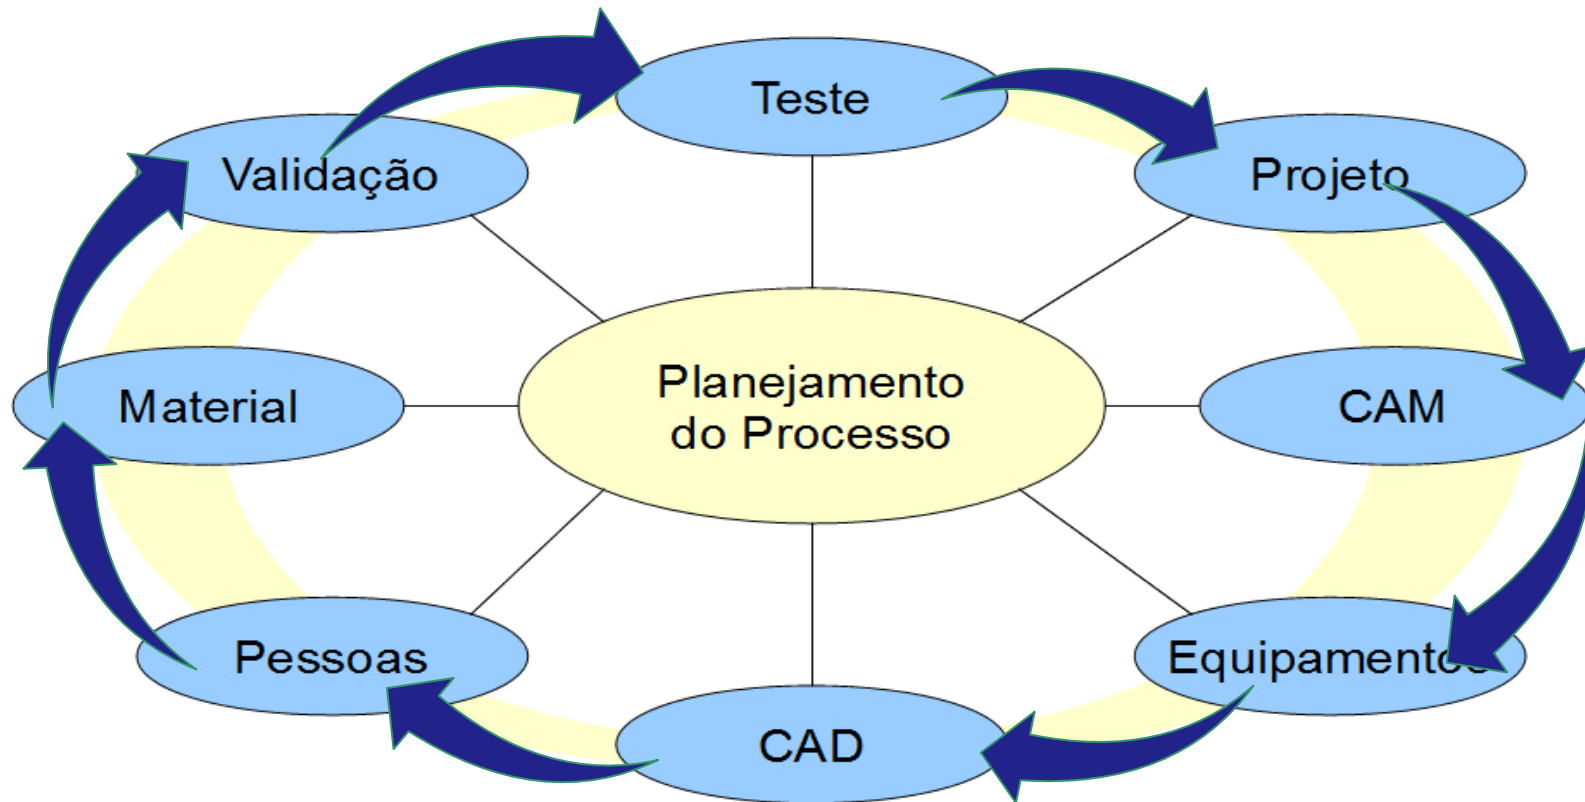 Teste
Validação
Projeto
Planejamento
do Processo
Material
CAM
Pessoas
Equipamentos
CAD